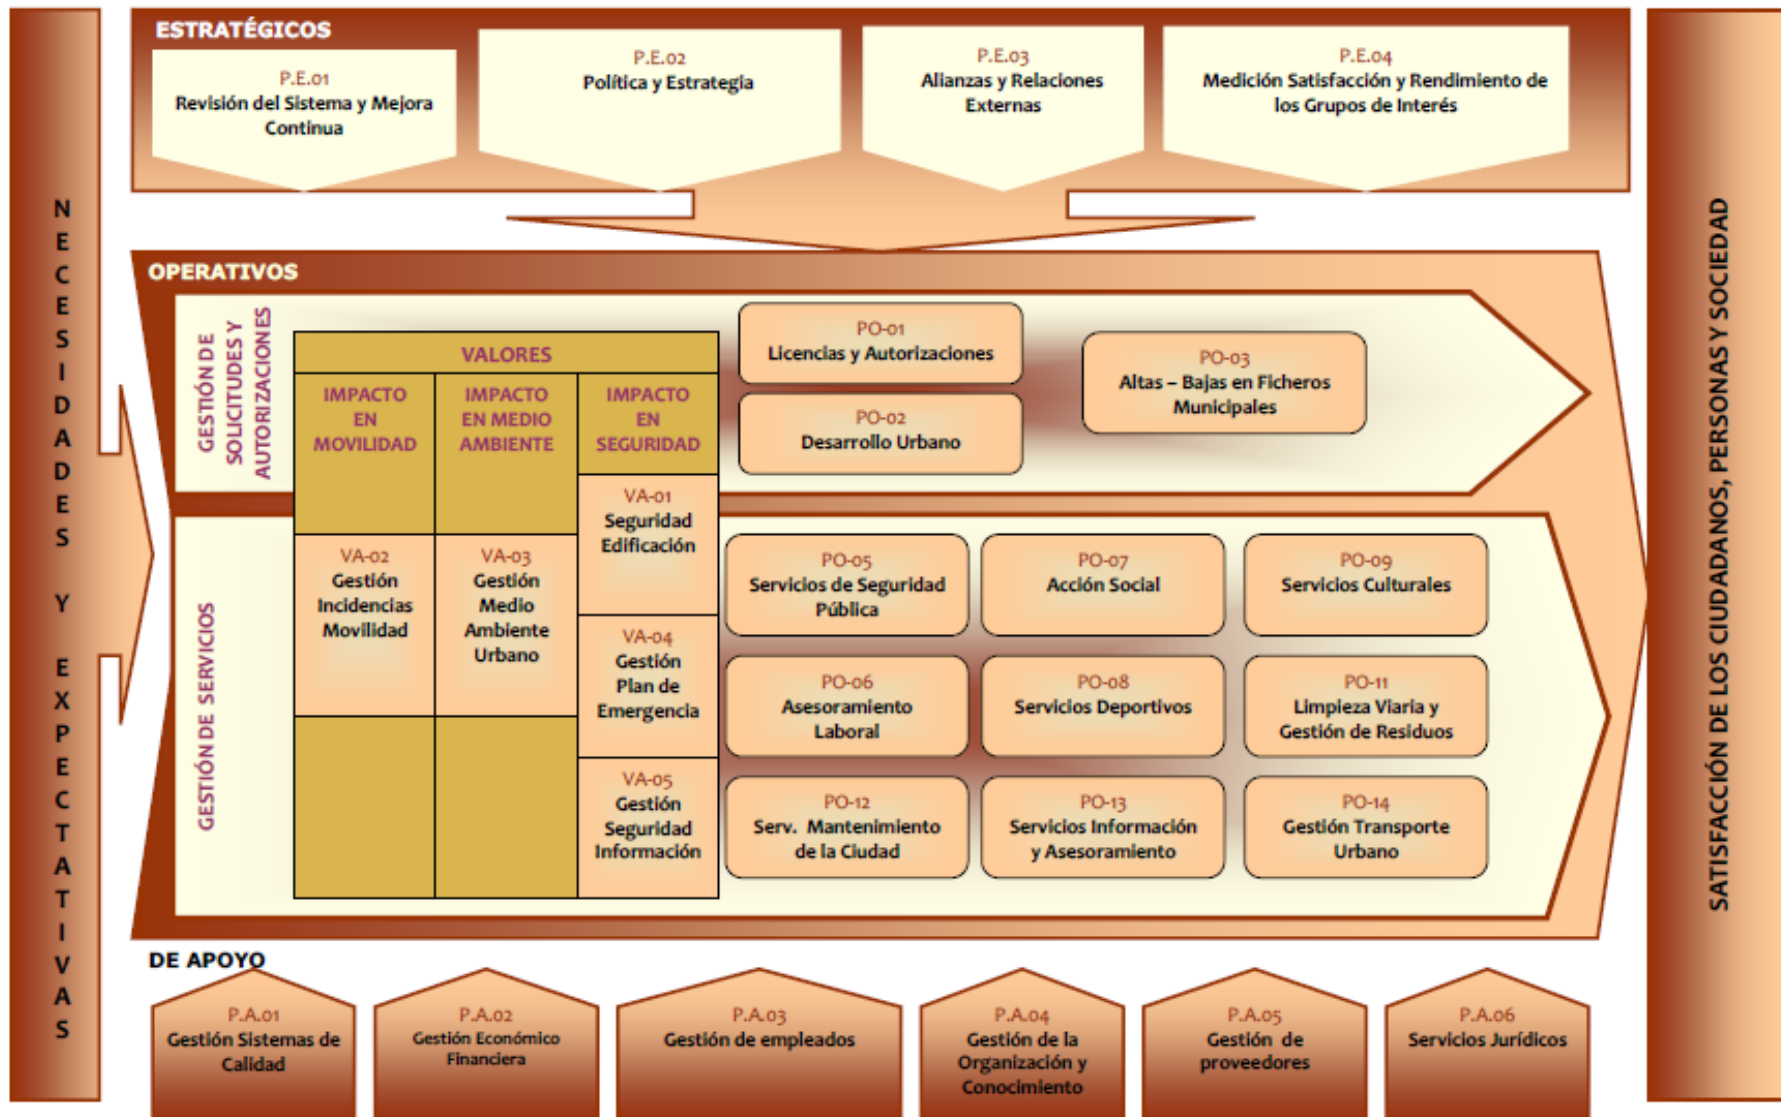 NECESIDADES Y EXPECTATIVAS
ESTRATÉGICOS
P.E.01
Revisión del Sistema y Mejora
Continua
P.E.02
Política y Estrategia
P.E.03
Alianzas y Relaciones
Externas
P.E.04
Medición Satisfacción y Rendimiento de
los Grupos de Interés
OPERATIVOS
GESTIÓN DE
SOLICITUDES Y
AUTORIZACIONES
VALORES
IMPACTO
EN
MOVILIDAD
IMPACTO
EN MEDIO
AMBIENTE
IMPACTO
EN
SEGURIDAD
PO-01
Licencias y Autorizaciones
PO-02
Desarrollo Urbano
PO-03
Altas – Bajas en Ficheros
Municipales
GESTIÓN DE SERVICIOS
VA-02
Gestión
Incidencias
Movilidad
VA-03
Gestión
Medio
Ambiente
Urbano
VA-01
Seguridad
Edificación
VA-04
Gestión
Plan de
Emergencia
VA-05
Gestión
Seguridad
Información
PO-05
Servicios de Seguridad
Pública
PO-07
Acción Social
PO-09
Servicios Culturales
PO-06
Asesoramiento
Laboral
PO-08
Servicios Deportivos
PO-11
Limpieza Viaria y
Gestión de Residuos
PO-12
Serv. Mantenimiento
de la Ciudad
PO-13
Servicios Información
y Asesoramiento
PO-14
Gestión Transporte
Urbano
DE APOYO
P.A.01
Gestión Sistemas de
Calidad
P.A.02
Gestión Económico
Financiera
P.A.03
Gestión de empleados
P.A.04
Gestión de la
Organización y
Conocimiento
P.A.05
Gestión de
proveedores
P.A.06
Servicios Jurídicos
SATISFACCIÓN DE LOS CIUDADANOS, PERSONAS Y SOCIEDAD